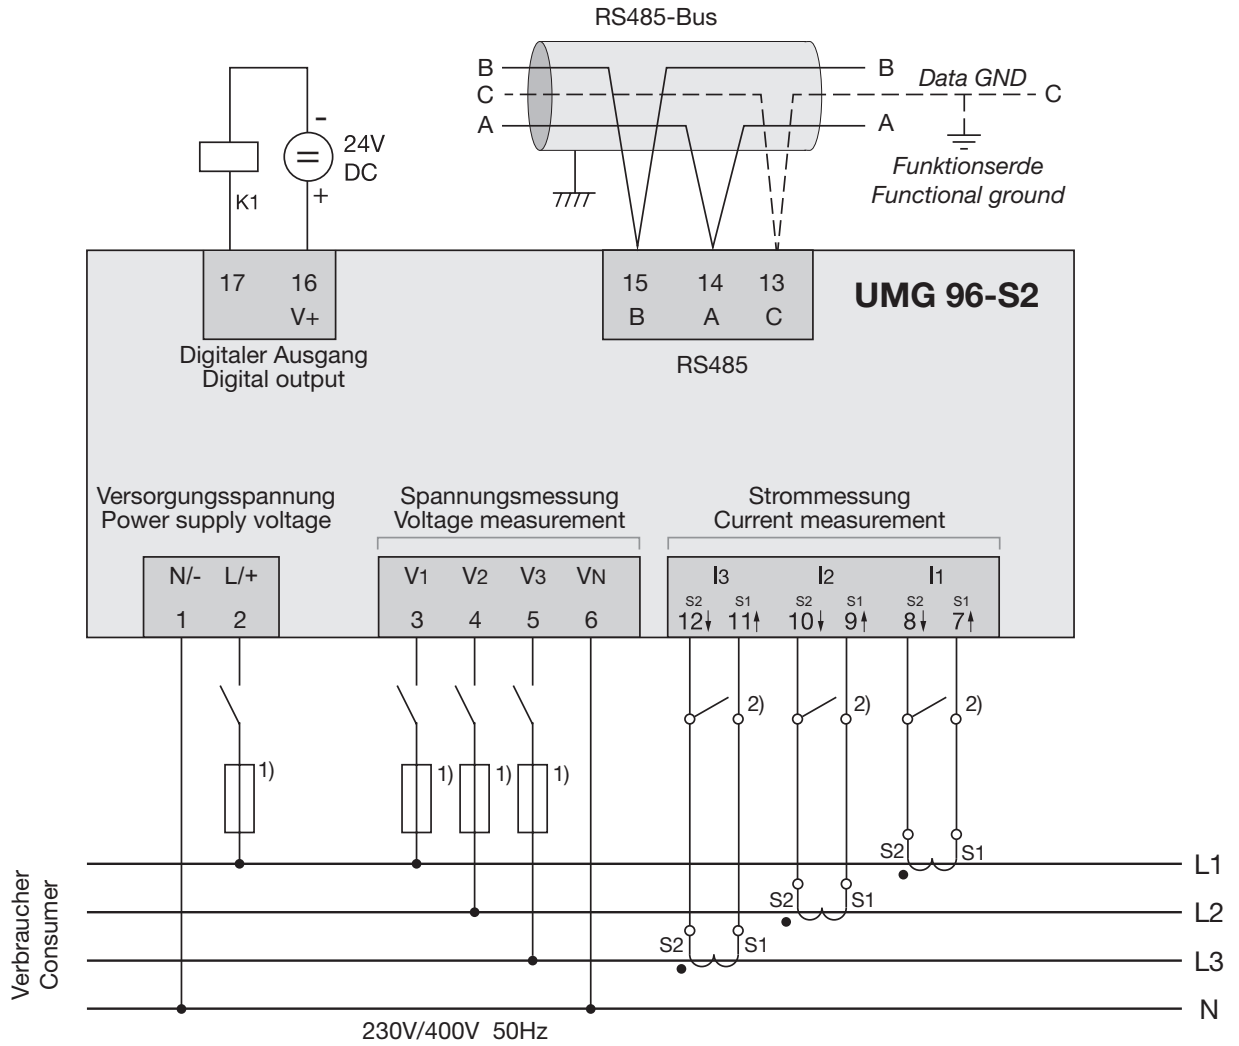 RS485-Bus
B
B
Data GND
C
C
A
A
-
24V
DC
+
K1
Funktionserde
Functional ground
17
16
V+
15
14
13
B
A
C
UMG 96-S2
Digitaler Ausgang
Digital output
RS485
Versorgungsspannung
Power supply voltage
Spannungsmessung
Voltage measurement
Strommessung
Current measurement
N/-
L/+
1
2
V1
V2
V3
VN
3
4
5
6
I3
I2
I1
S2
S1
S2
S1
S2
S1
12
11
10
9
8
7
2)
2)
2)
1)
1)
1)
1)
S2
S1
L1
S2
S1
L2
S2
S1
L3
N
Verbraucher
Consumer
230V/400V 50Hz